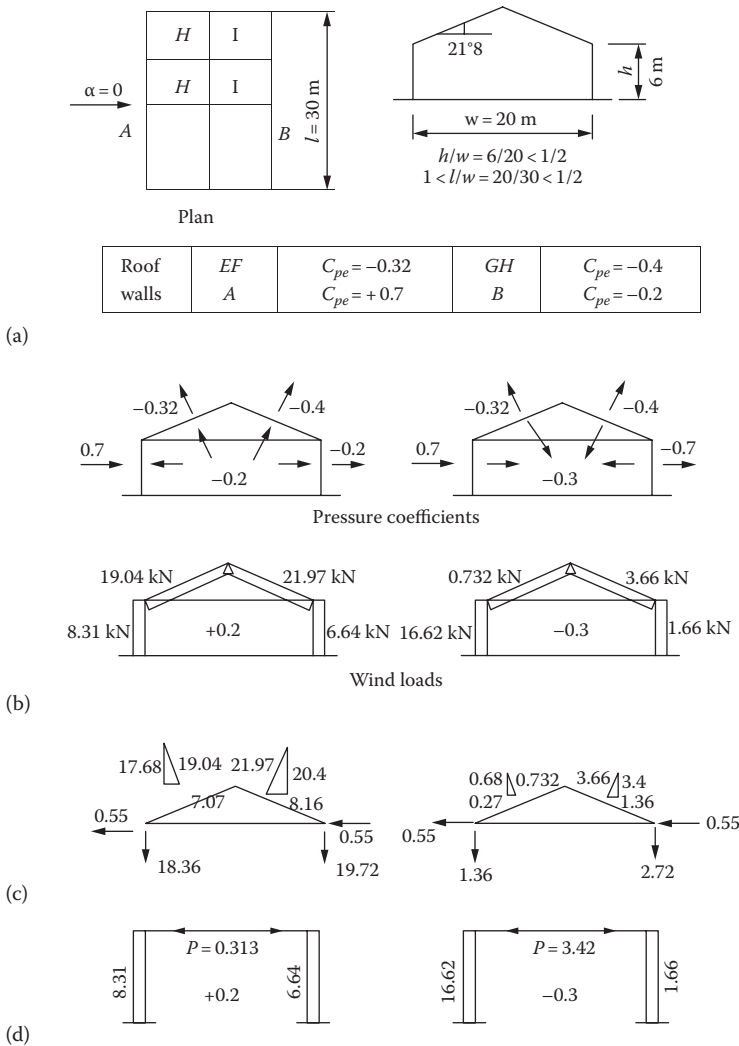 H I
H I
α = 0
A
B
l = 30 m
Plan
21°8
h
6 m
w = 20 m
h/w = 6/20 < 1/2
1 < l/w = 20/30 < 1/2
Roof EF Cpe = −0.32 GH Cpe = −0.4
walls A Cpe = + 0.7 B Cpe = −0.2
(a)
−0.32 −0.4
0.7 −0.2
−0.2
−0.32 −0.4
0.7 −0.7
−0.3
Pressure coefficients
19.04 kN 21.97 kN
8.31 kN +0.2 6.64 kN
0.732 kN 3.66 kN
16.62 kN −0.3 1.66 kN
Wind loads
(b)
17.68 19.04 21.97 20.4
7.07 8.16
0.55 0.55
18.36 19.72
0.68 0.732 3.66 3.4
0.27 1.36
0.55 0.55
1.36 2.72
(c)
P = 0.313
8.31 +0.2 6.64
P = 3.42
16.62 −0.3 1.66
(d)